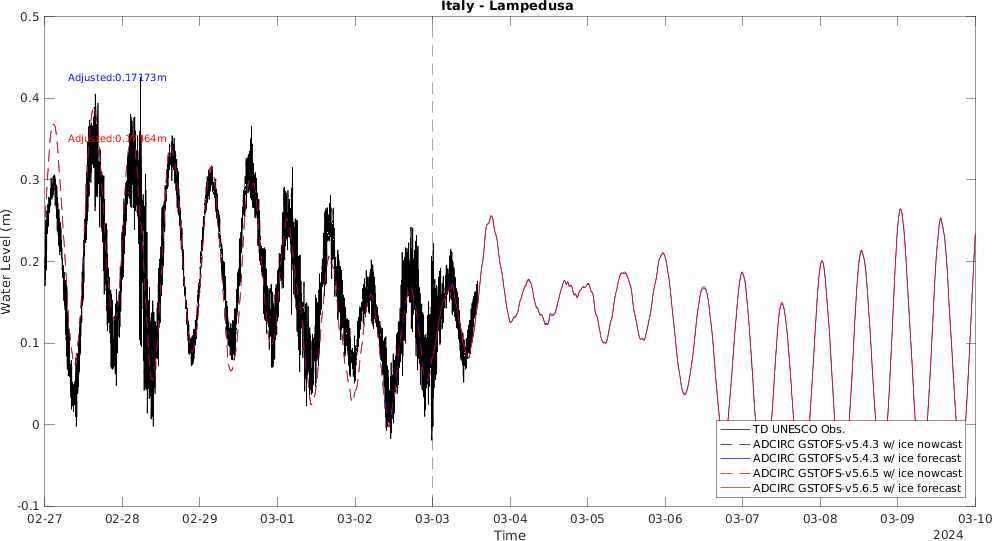 Italy - Lampedusa
0.5
0.4
0.3
0.2
0.1
0
-0.1
Water Level (m)
Adjusted:0.17173m
TD UNESCO Obs.
ADCIRC GSTOFS-v5.4.3 w/ ice nowcast
ADCIRC GSTOFS-v5.4.3 w/ ice forecast
ADCIRC GSTOFS-v5.6.5 w/ ice nowcast
ADCIRC GSTOFS-v5.6.5 w/ ice forecast
02-27 02-28 02-29 03-01 03-02 03-03 03-04 03-05 03-06 03-07 03-08 03-09 03-10
Time
2024